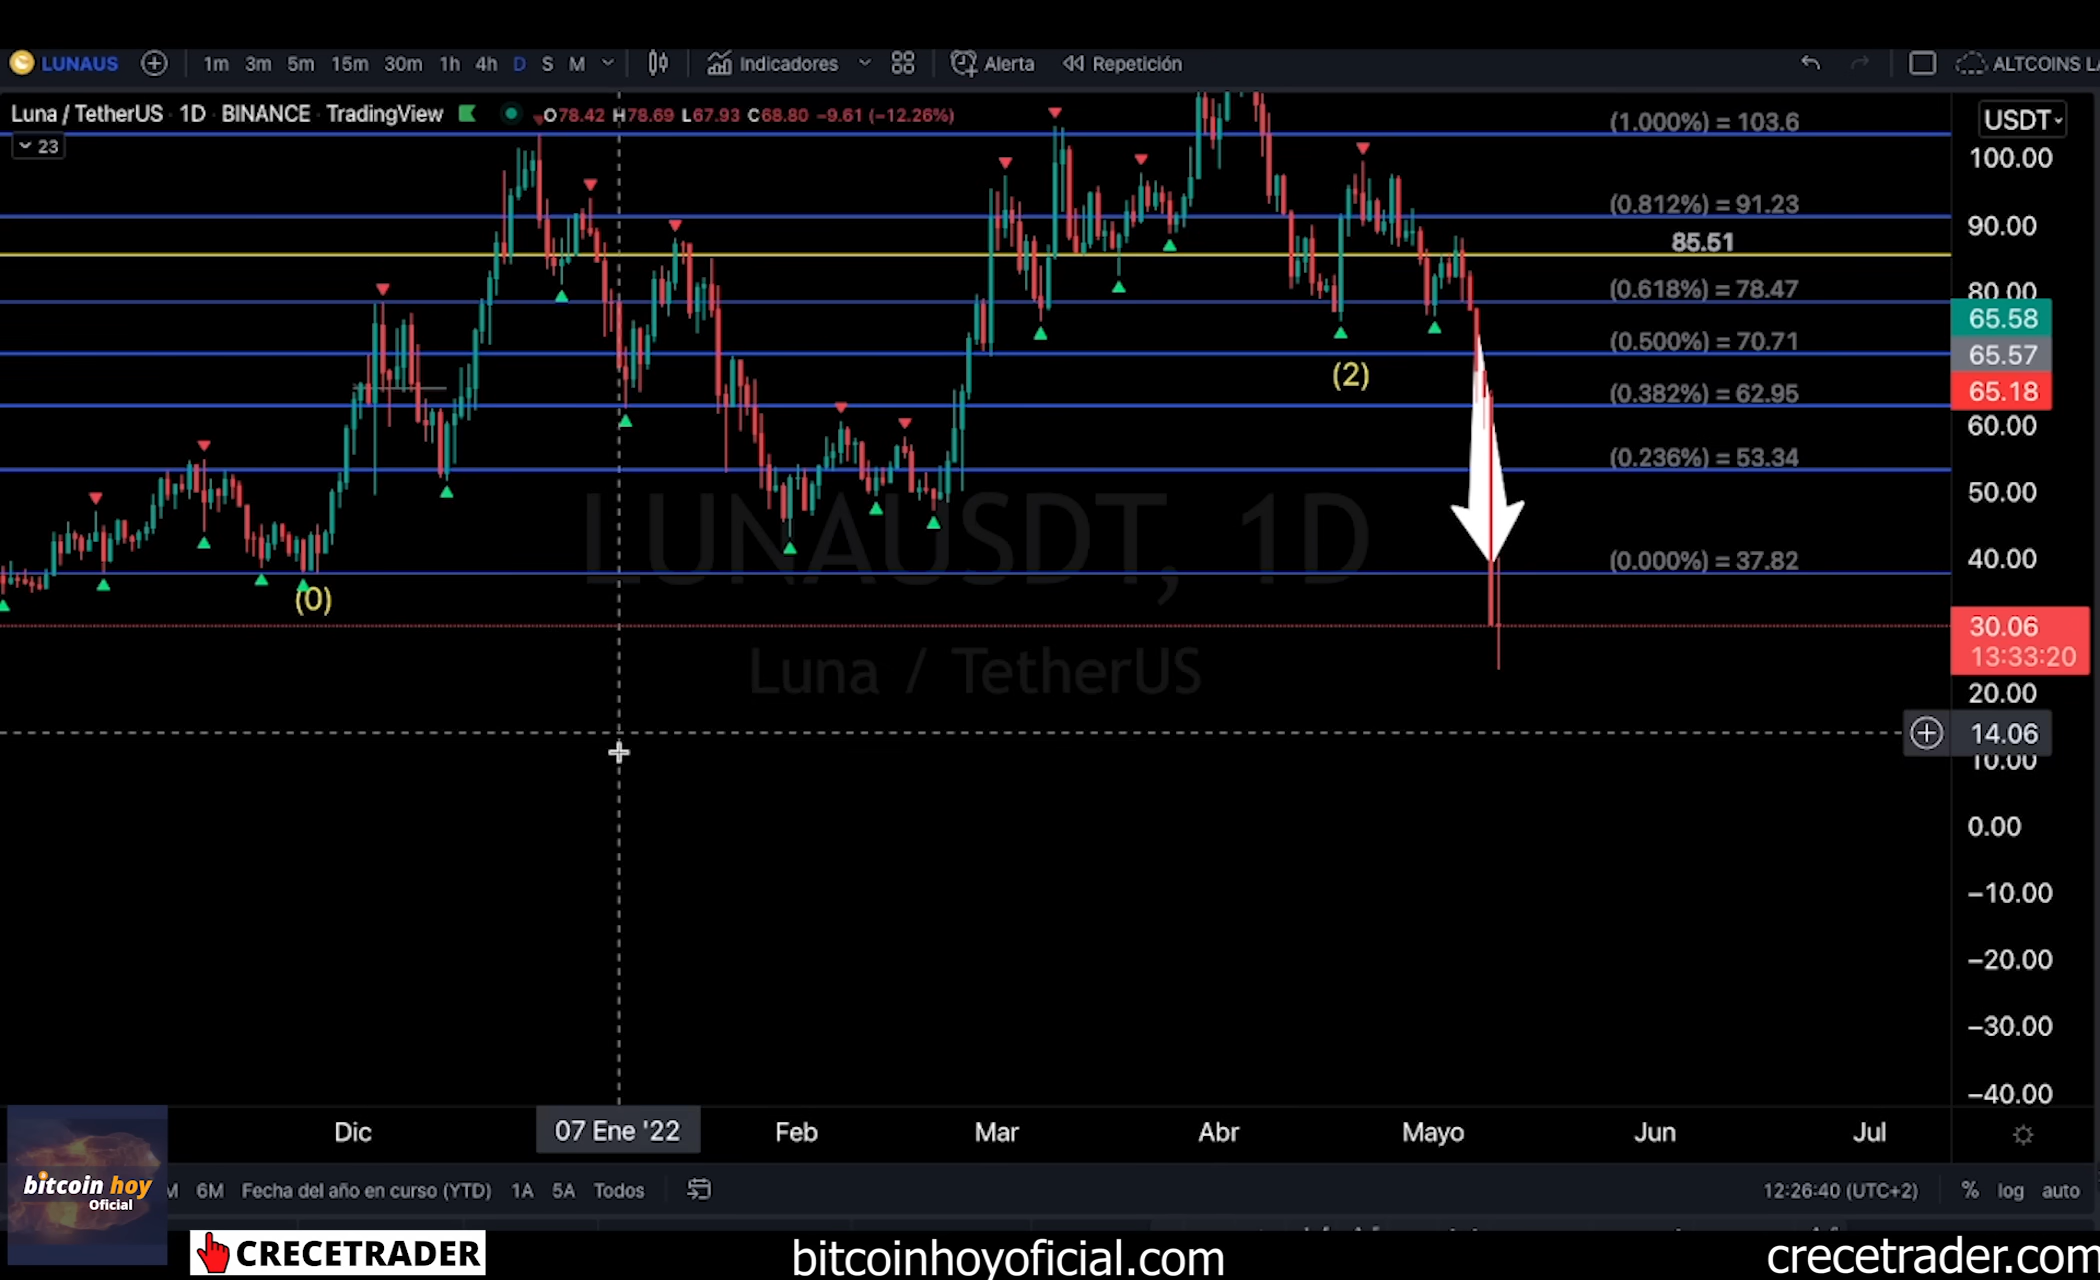 LUNAUS 1m 3m 5m 15m 30m 1h 4h D S M Indicadores Alerta Repetición
Luna / TetherUS 1D BINANCE TradingView O78.42 H78.69 L67.93 C68.80 −9.61 (−12.26%)
23
USDT
(1.000%) = 103.6
100.00
(0.812%) = 91.23
90.00
85.51
(0.618%) = 78.47
80.00
65.58
(0.500%) = 70.71
65.57
(2)
(0.382%) = 62.95
65.18
60.00
(0.236%) = 53.34
50.00
LUNAUSDT, 1D
(0.000%) = 37.82
40.00
(0)
30.06
13:33:20
Luna / TetherUS
20.00
14.06
10.00
0.00
−10.00
−20.00
−30.00
−40.00
Dic 07 Ene '22 Feb Mar Abr Mayo Jun Jul
bitcoin hoy
Oficial
M 6M Fecha del año en curso (YTD) 1A 5A Todos 12:26:40 (UTC+2) % log auto
CRECETRADER
bitcoinhoyoficial.com